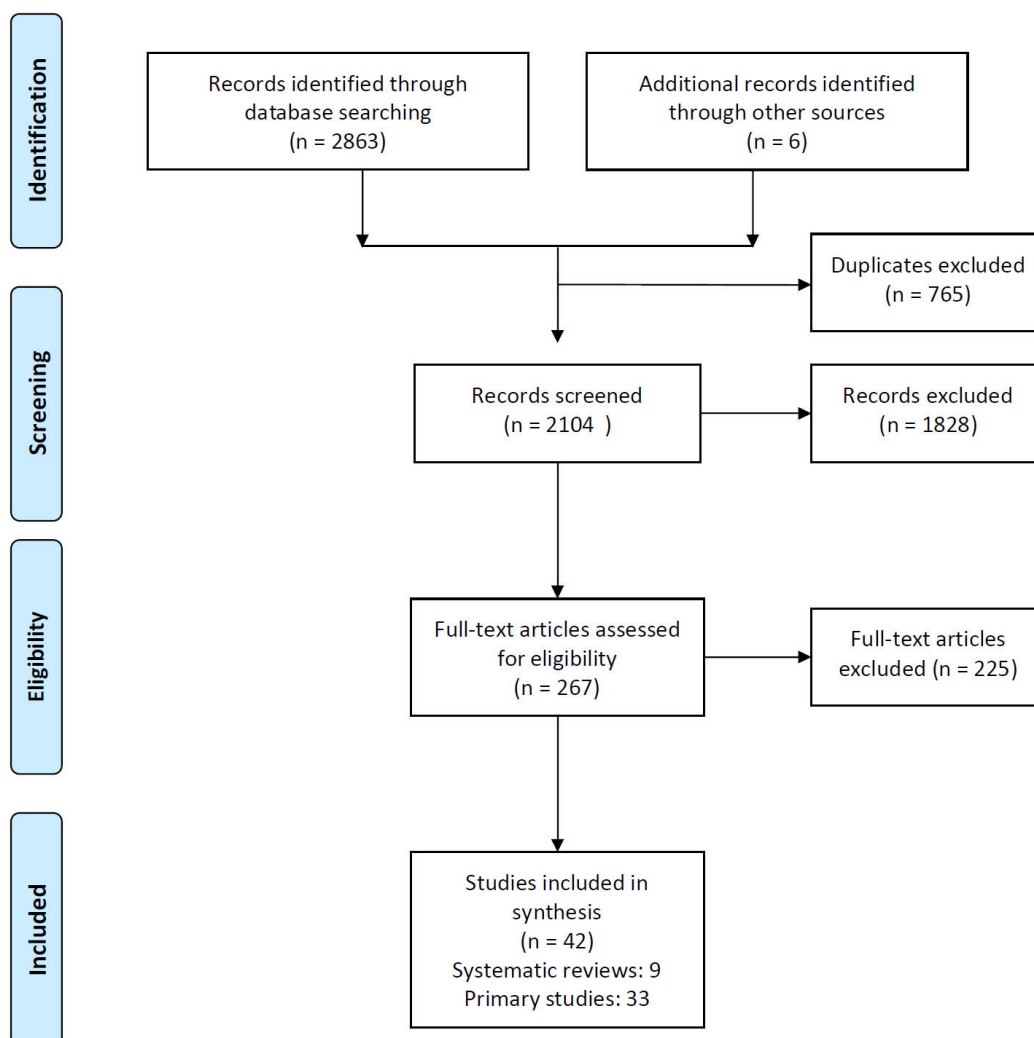 Identification
Records identified through
database searching
(n = 2863)
Additional records identified
through other sources
(n = 6)
Duplicates excluded
(n = 765)
Screening
Records screened
(n = 2104  )
Records excluded
(n = 1828)
Eligibility
Full-text articles assessed
for eligibility
(n = 267)
Full-text articles
excluded (n = 225)
Included
Studies included in
synthesis
(n = 42)
Systematic reviews: 9
Primary studies: 33